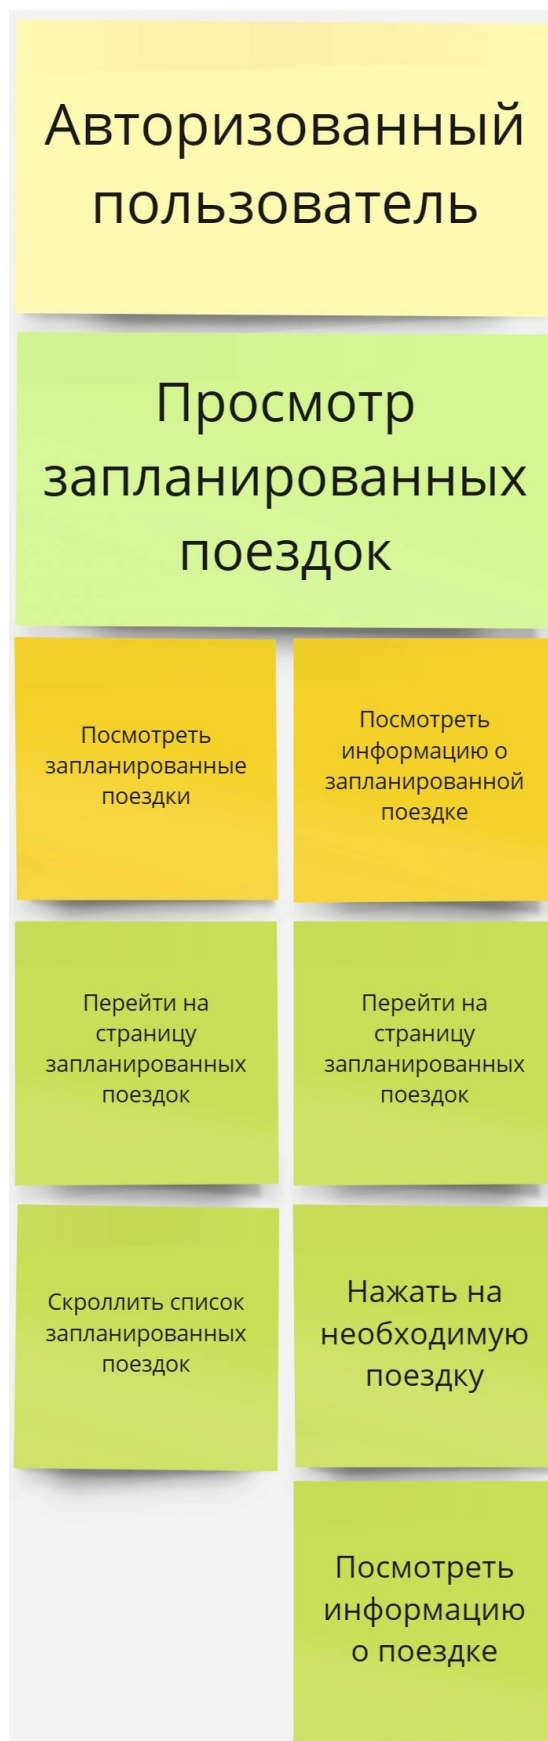 Авторизованный
пользователь
Просмотр
запланированных
поездок
Посмотреть
запланированные
поездки
Посмотреть
информацию о
запланированной
поездке
Перейти на
страницу
запланированных
поездок
Перейти на
страницу
запланированных
поездок
Скроллить список
запланированных
поездок
Нажать на
необходимую
поездку
Посмотреть
информацию
о поездке